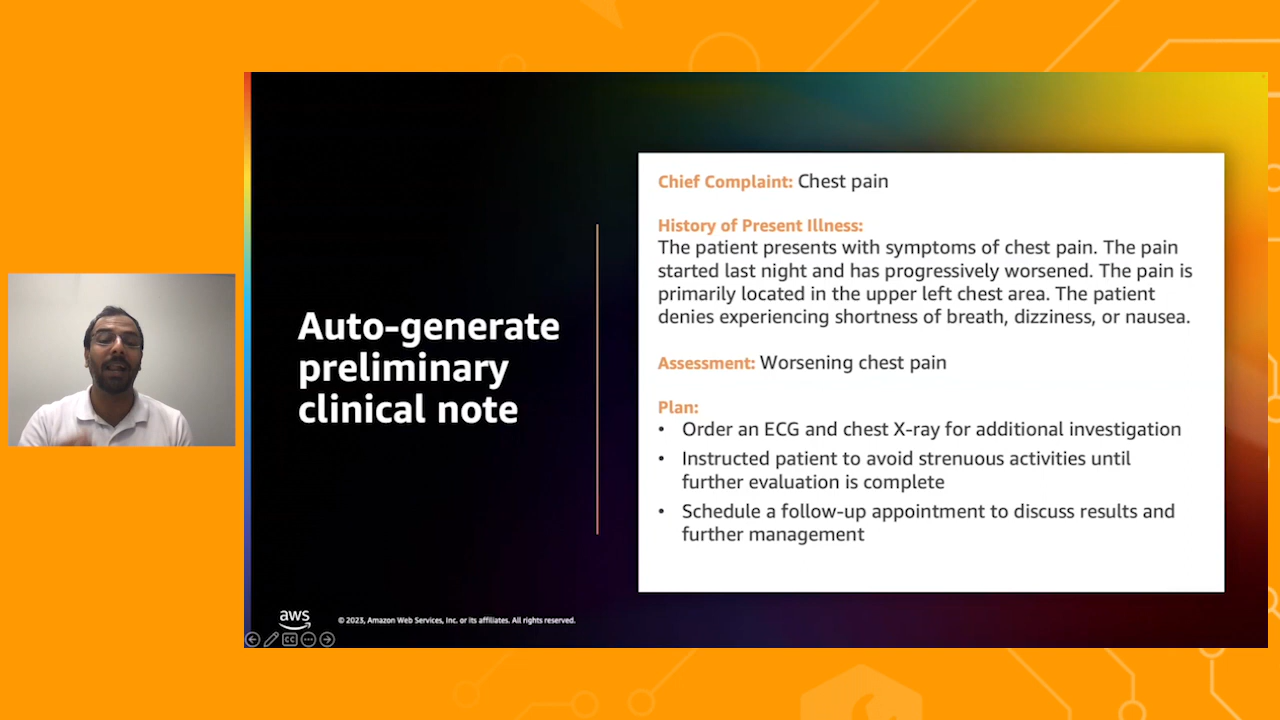 Auto-generate
preliminary
clinical note
Chief Complaint: Chest pain
History of Present Illness:
The patient presents with symptoms of chest pain. The pain
started last night and has progressively worsened. The pain is
primarily located in the upper left chest area. The patient
denies experiencing shortness of breath, dizziness, or nausea.
Assessment: Worsening chest pain
Plan:
• Order an ECG and chest X-ray for additional investigation
• Instructed patient to avoid strenuous activities until
further evaluation is complete
• Schedule a follow-up appointment to discuss results and
further management
aws
© 2023, Amazon Web Services, Inc. or its affiliates. All rights reserved.
CC